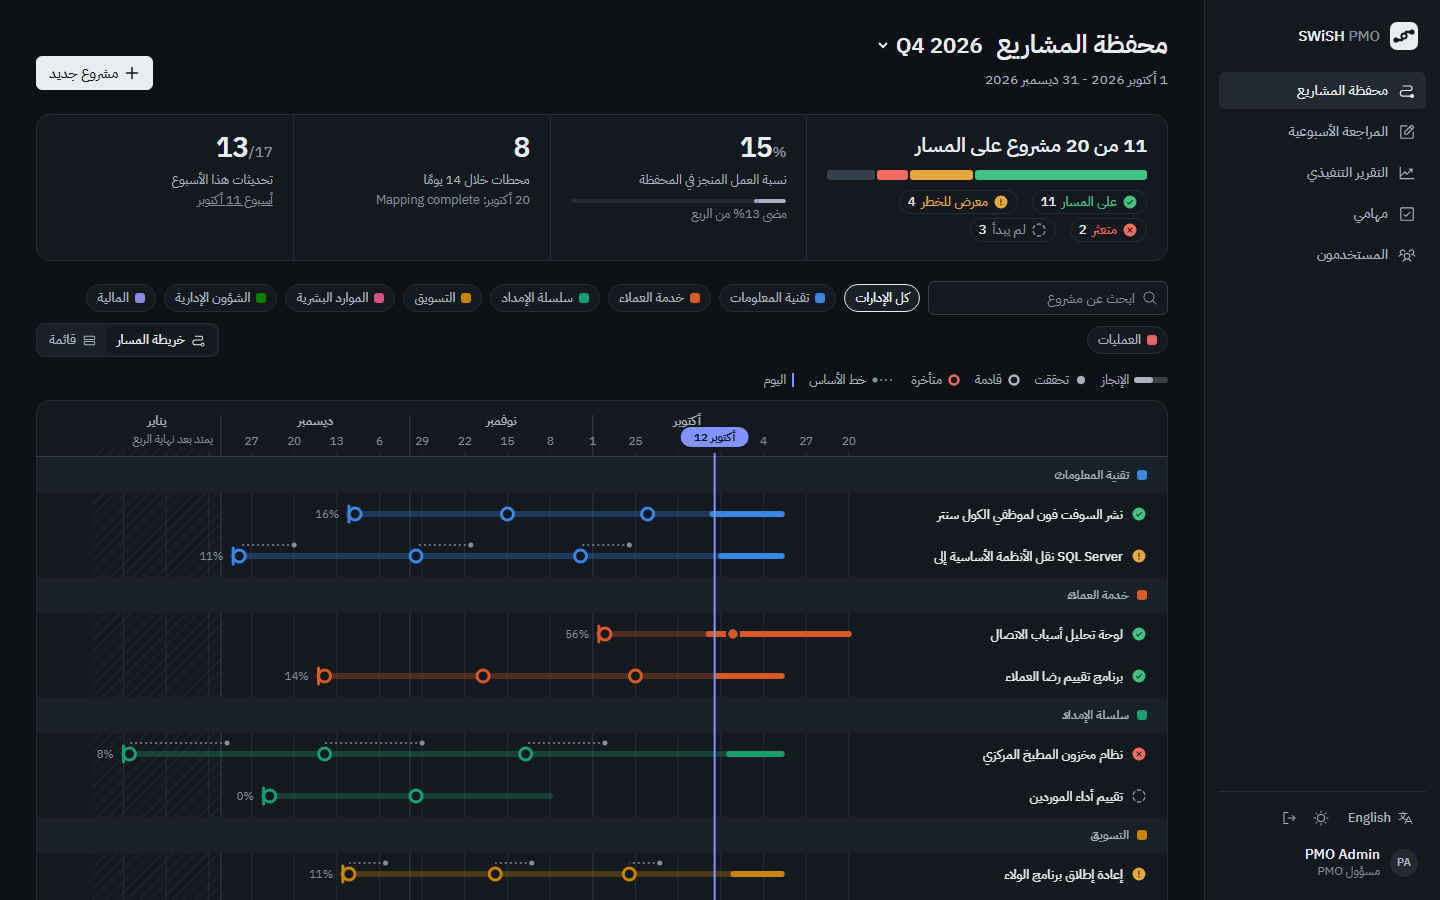 SWiSH PMO
محفظة المشاريع
المراجعة الأسبوعية
التقرير التنفيذي
مهامي
المستخدمون
English
PA
PMO Admin
مسؤول PMO
محفظة المشاريع Q4 2026
1 أكتوبر 2026 - 31 ديسمبر 2026
مشروع جديد
11 من 20 مشروع على المسار
على المسار 11
معرض للخطر 4
متعثر 2
لم يبدأ 3
15%
نسبة العمل المنجز في المحفظة
مضى 13% من الربع
8
محطات خلال 14 يومًا
20 أكتوبر: Mapping complete
13/17
تحديثات هذا الأسبوع
أسبوع 11 أكتوبر
ابحث عن مشروع
كل الإدارات
تقنية المعلومات
خدمة العملاء
سلسلة الإمداد
التسويق
الموارد البشرية
الشؤون الإدارية
المالية
العمليات
خريطة المسار
قائمة
الإنجاز
تحققت
قادمة
متأخرة
خط الأساس
اليوم
أكتوبر
نوفمبر
ديسمبر
يناير
20 27 4 12 أكتوبر 25 1 8 15 22 29 6 13 20 27 يمتد بعد نهاية الربع
تقنية المعلومات
نشر السوفت فون لموظفي الكول سنتر
16%
نقل الأنظمة الأساسية إلى SQL Server
11%
خدمة العملاء
لوحة تحليل أسباب الاتصال
56%
برنامج تقييم رضا العملاء
14%
سلسلة الإمداد
نظام مخزون المطبخ المركزي
8%
تقييم أداء الموردين
0%
التسويق
إعادة إطلاق برنامج الولاء
11%